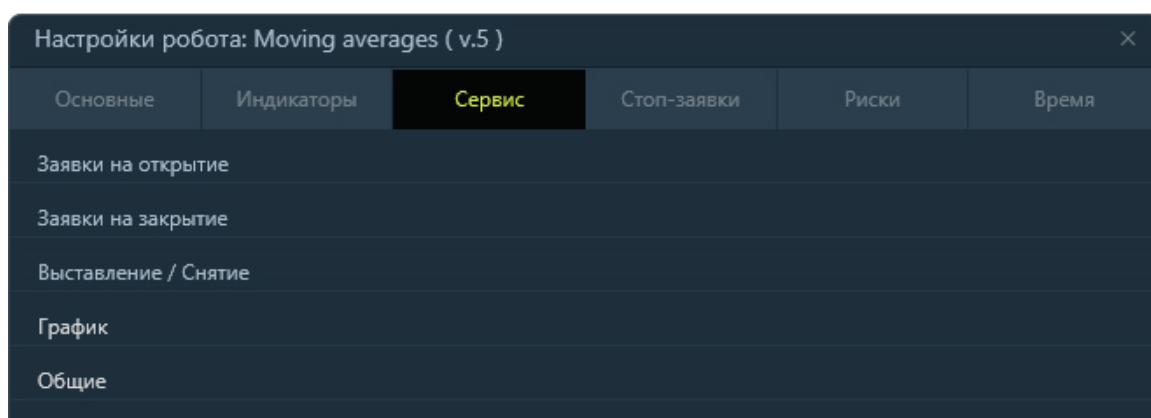 Настройки робота: Moving averages ( v.5 )
Основные Индикаторы Сервис Стоп-заявки Риски Время
Заявки на открытие
Заявки на закрытие
Выставление / Снятие
График
Общие